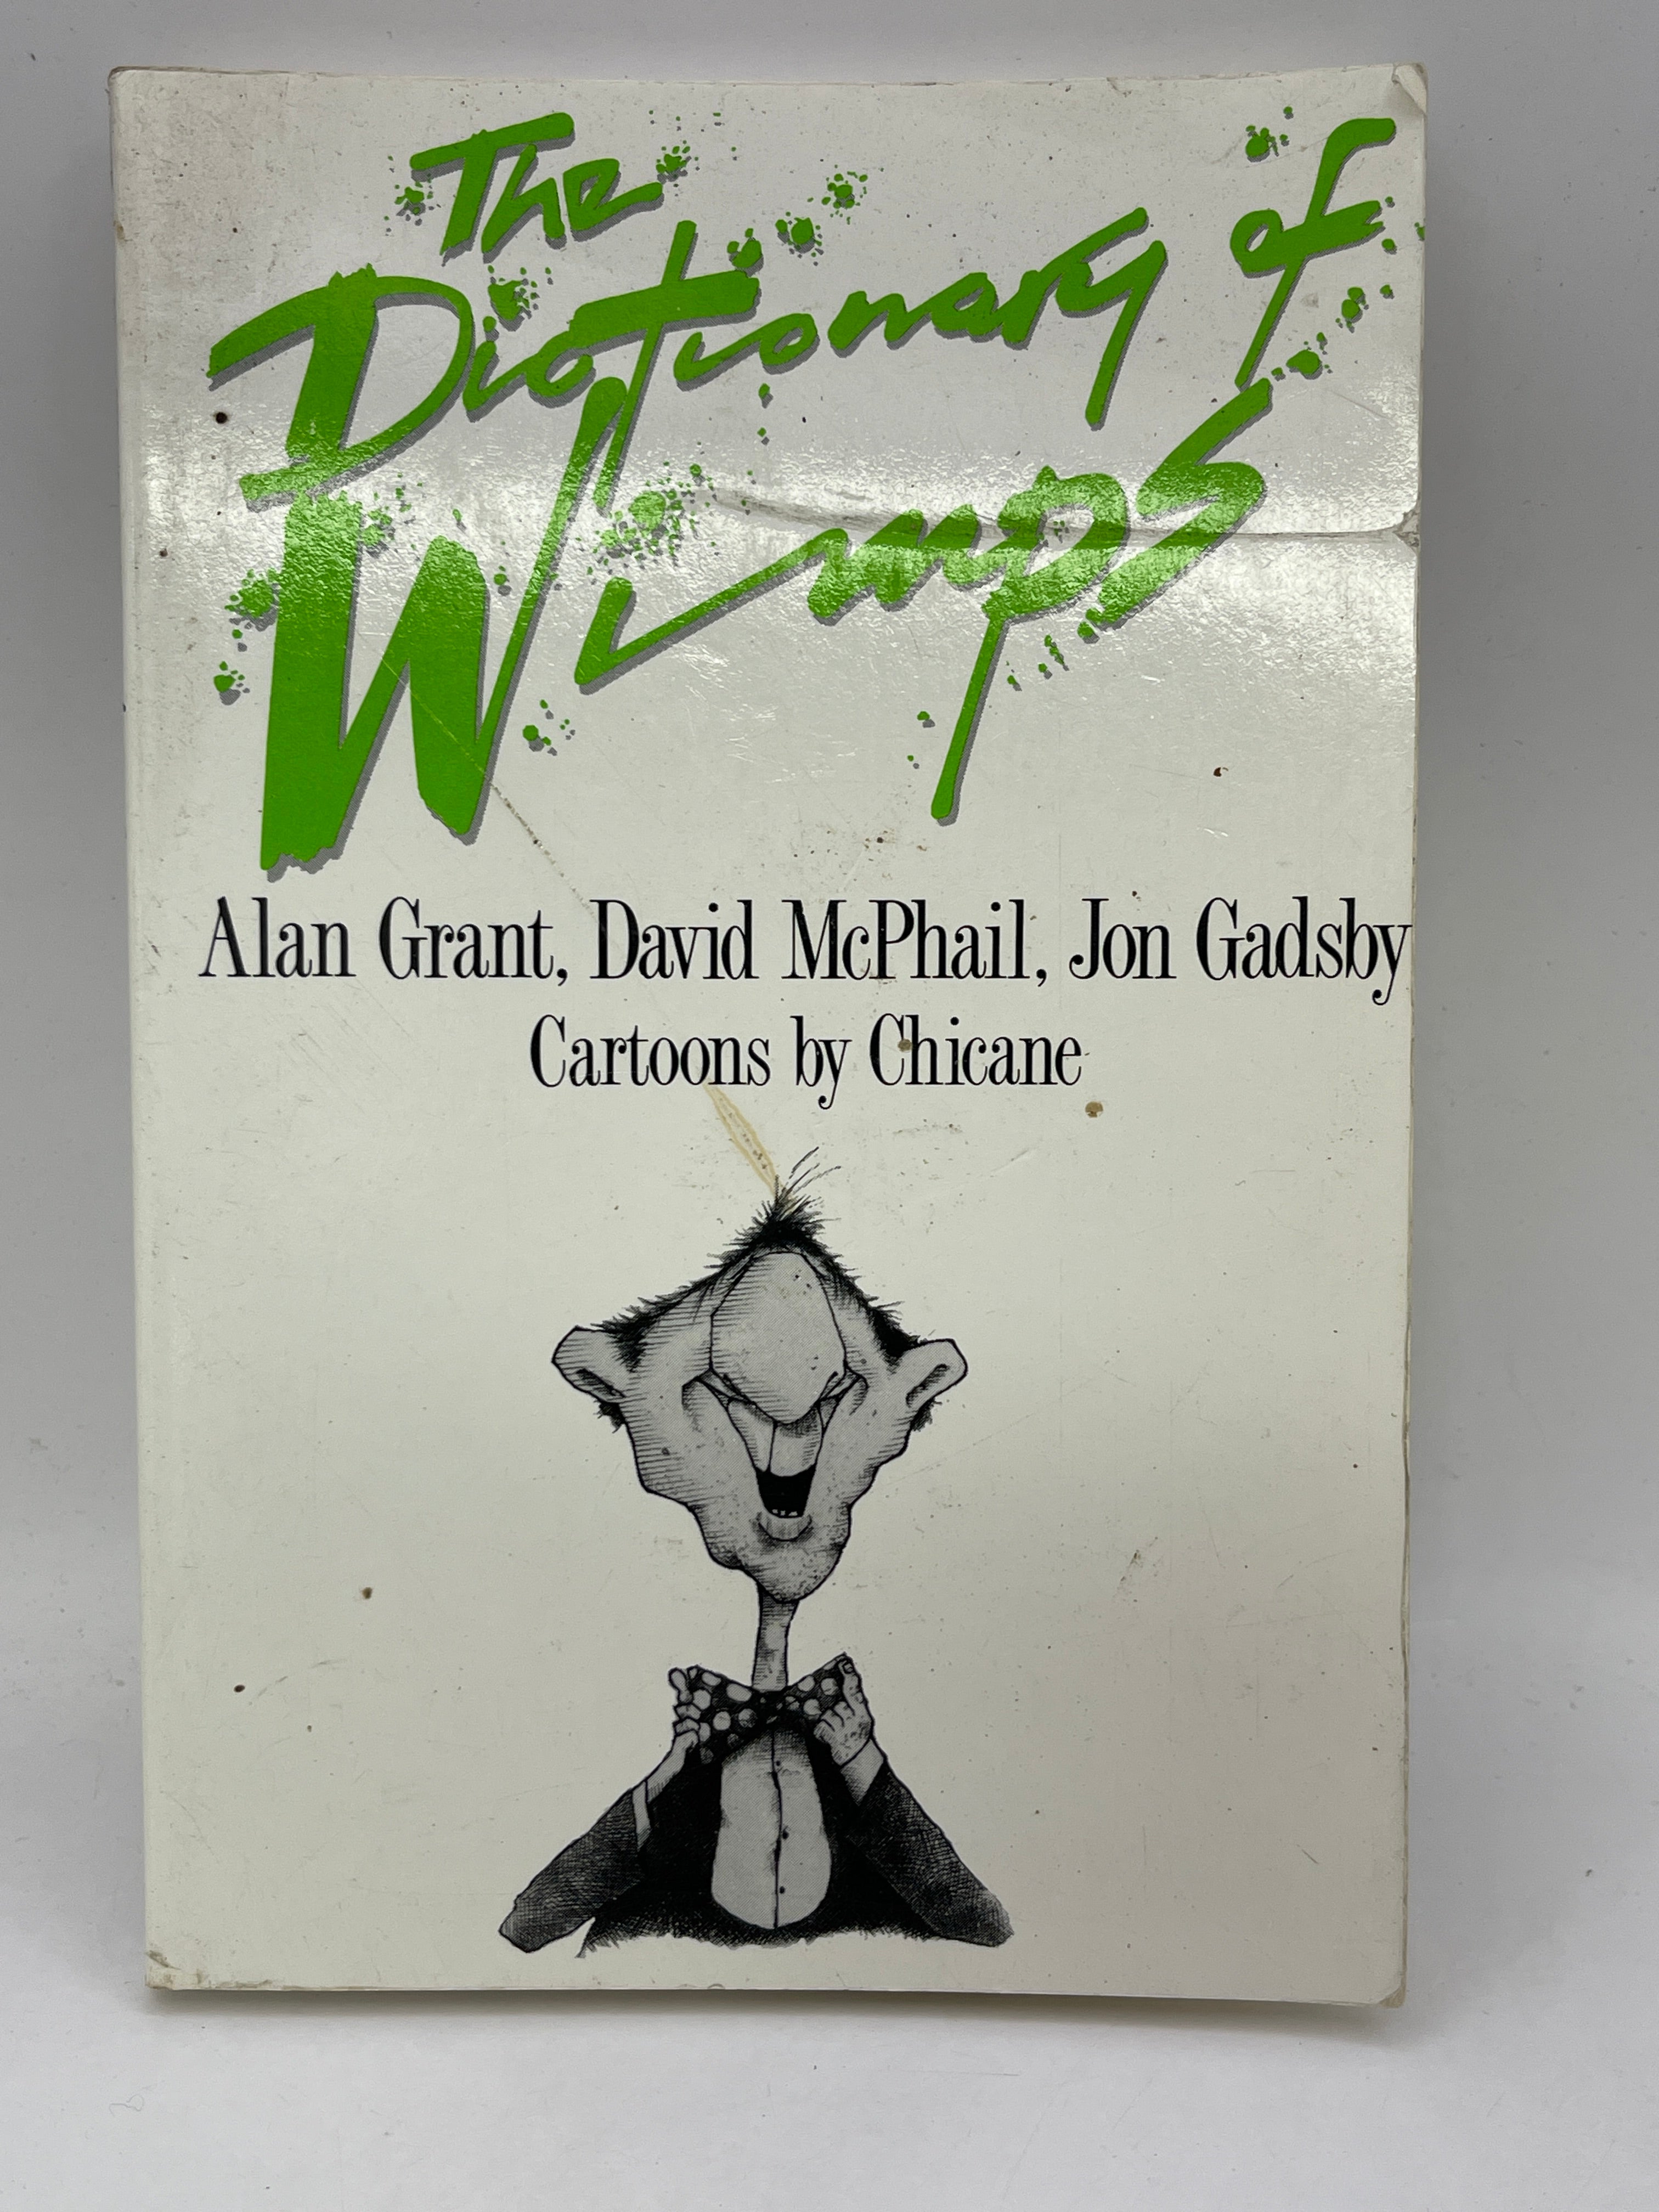 The
Dictionary of
Wimps
Alan Grant, David McPhail, Jon Gadsby
Cartoons by Chicane